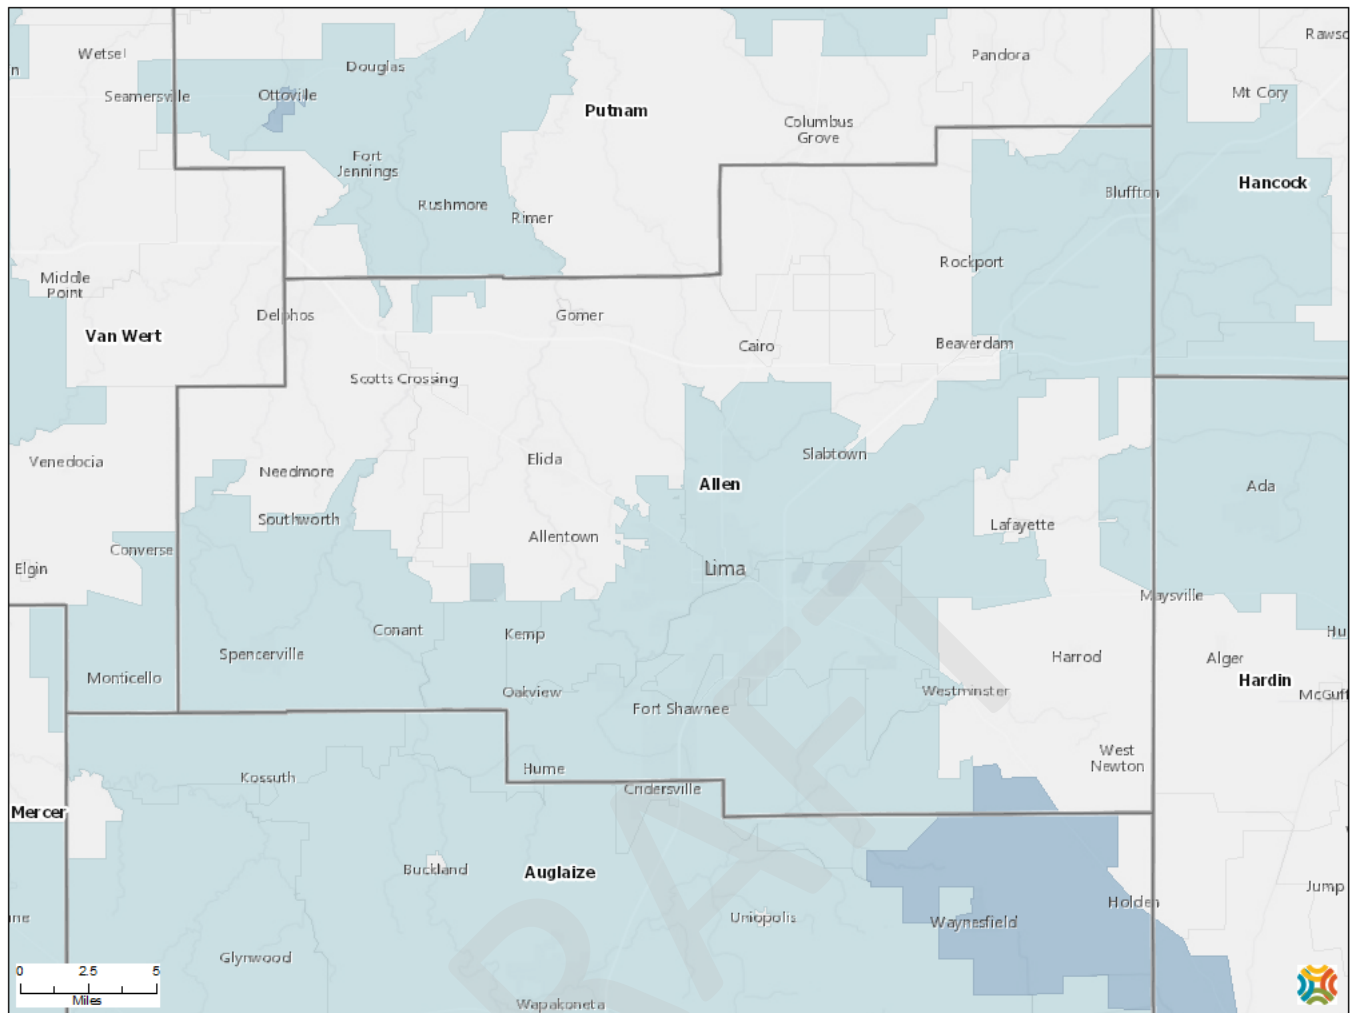 Wetsel
Seamersville
Ottoville
Douglas
Putnam
Columbus
Grove
Pandora
Mt Cory
Hancock
Fort
Jennings
Rushmore
Rimer
Bluffton
Middle
Point
Van Wert
Delphos
Gomer
Cairo
Rockport
Beaverdam
Scotts Crossing
Venedocia
Needmore
Elida
Allen
Slabtown
Ada
Southworth
Allentown
Lafayette
Converse
Elgin
Lima
Maysville
Conant
Kemp
Spencerville
Monticello
Oakview
Fort Shawnee
Westminster
Harrod
Alger
Hardin
McGuff
West
Newton
Kossuth
Hume
Cridersville
Mercer
Buckland
Auglaize
Uniopolis
Waynesfield
Holden
Jump
Glynwood
Wapakoneta
0 2.5 5
Miles
DRAFT